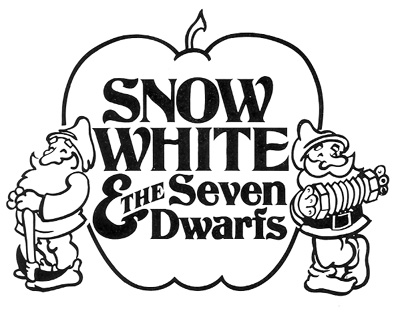 SNOW
WHITE
& THE Seven
Dwarfs